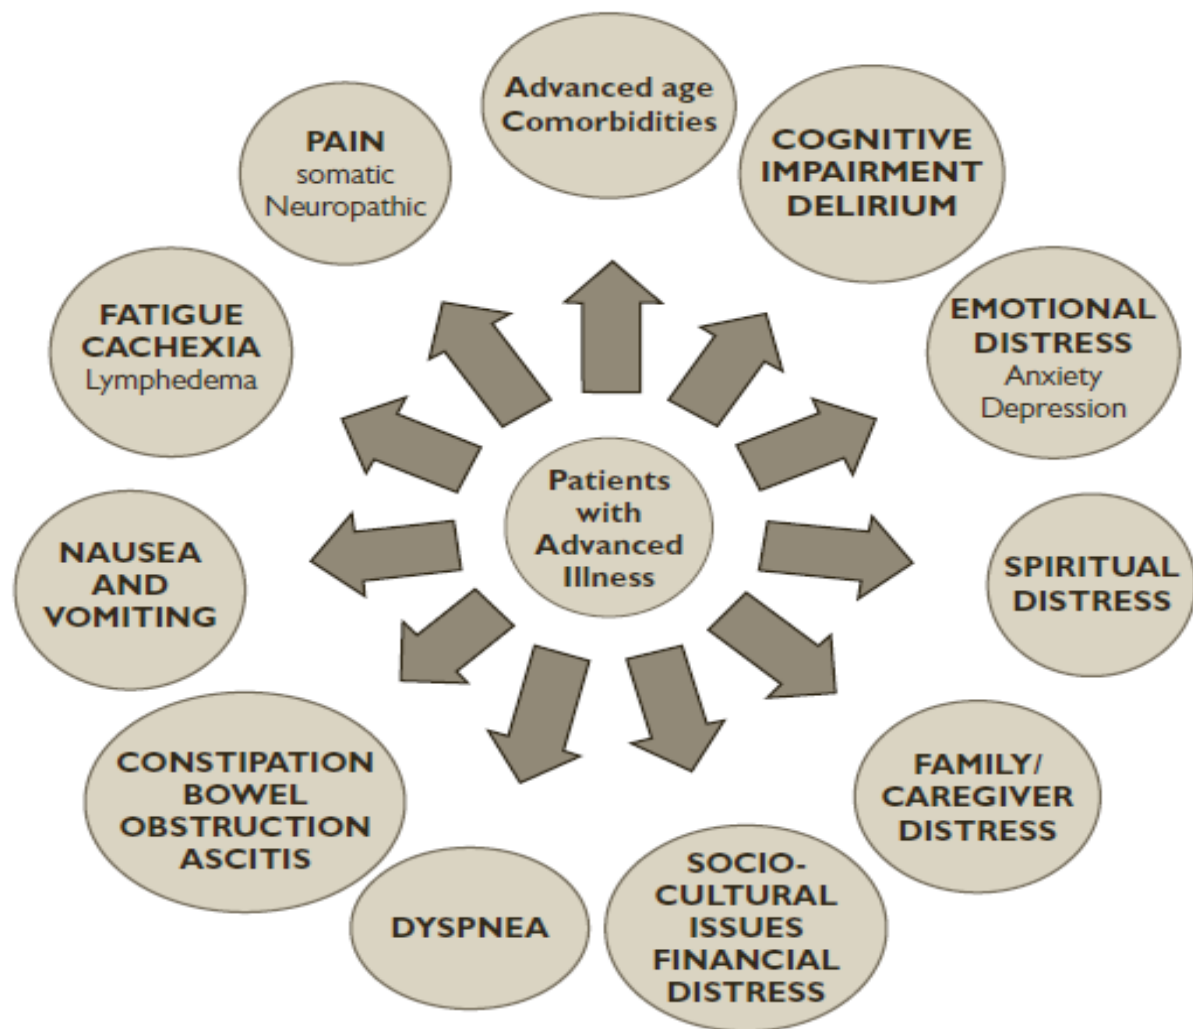 Advanced age
Comorbidities
COGNITIVE
IMPAIRMENT
DELIRIUM
EMOTIONAL
DISTRESS
Anxiety
Depression
SPIRITUAL
DISTRESS
FAMILY/
CAREGIVER
DISTRESS
SOCIO-
CULTURAL
ISSUES
FINANCIAL
DISTRESS
DYSPNEA
CONSTIPATION
BOWEL
OBSTRUCTION
ASCITIS
NAUSEA
AND
VOMITING
FATIGUE
CACHEXIA
Lymphedema
PAIN
somatic
Neuropathic
Patients
with
Advanced
Illness